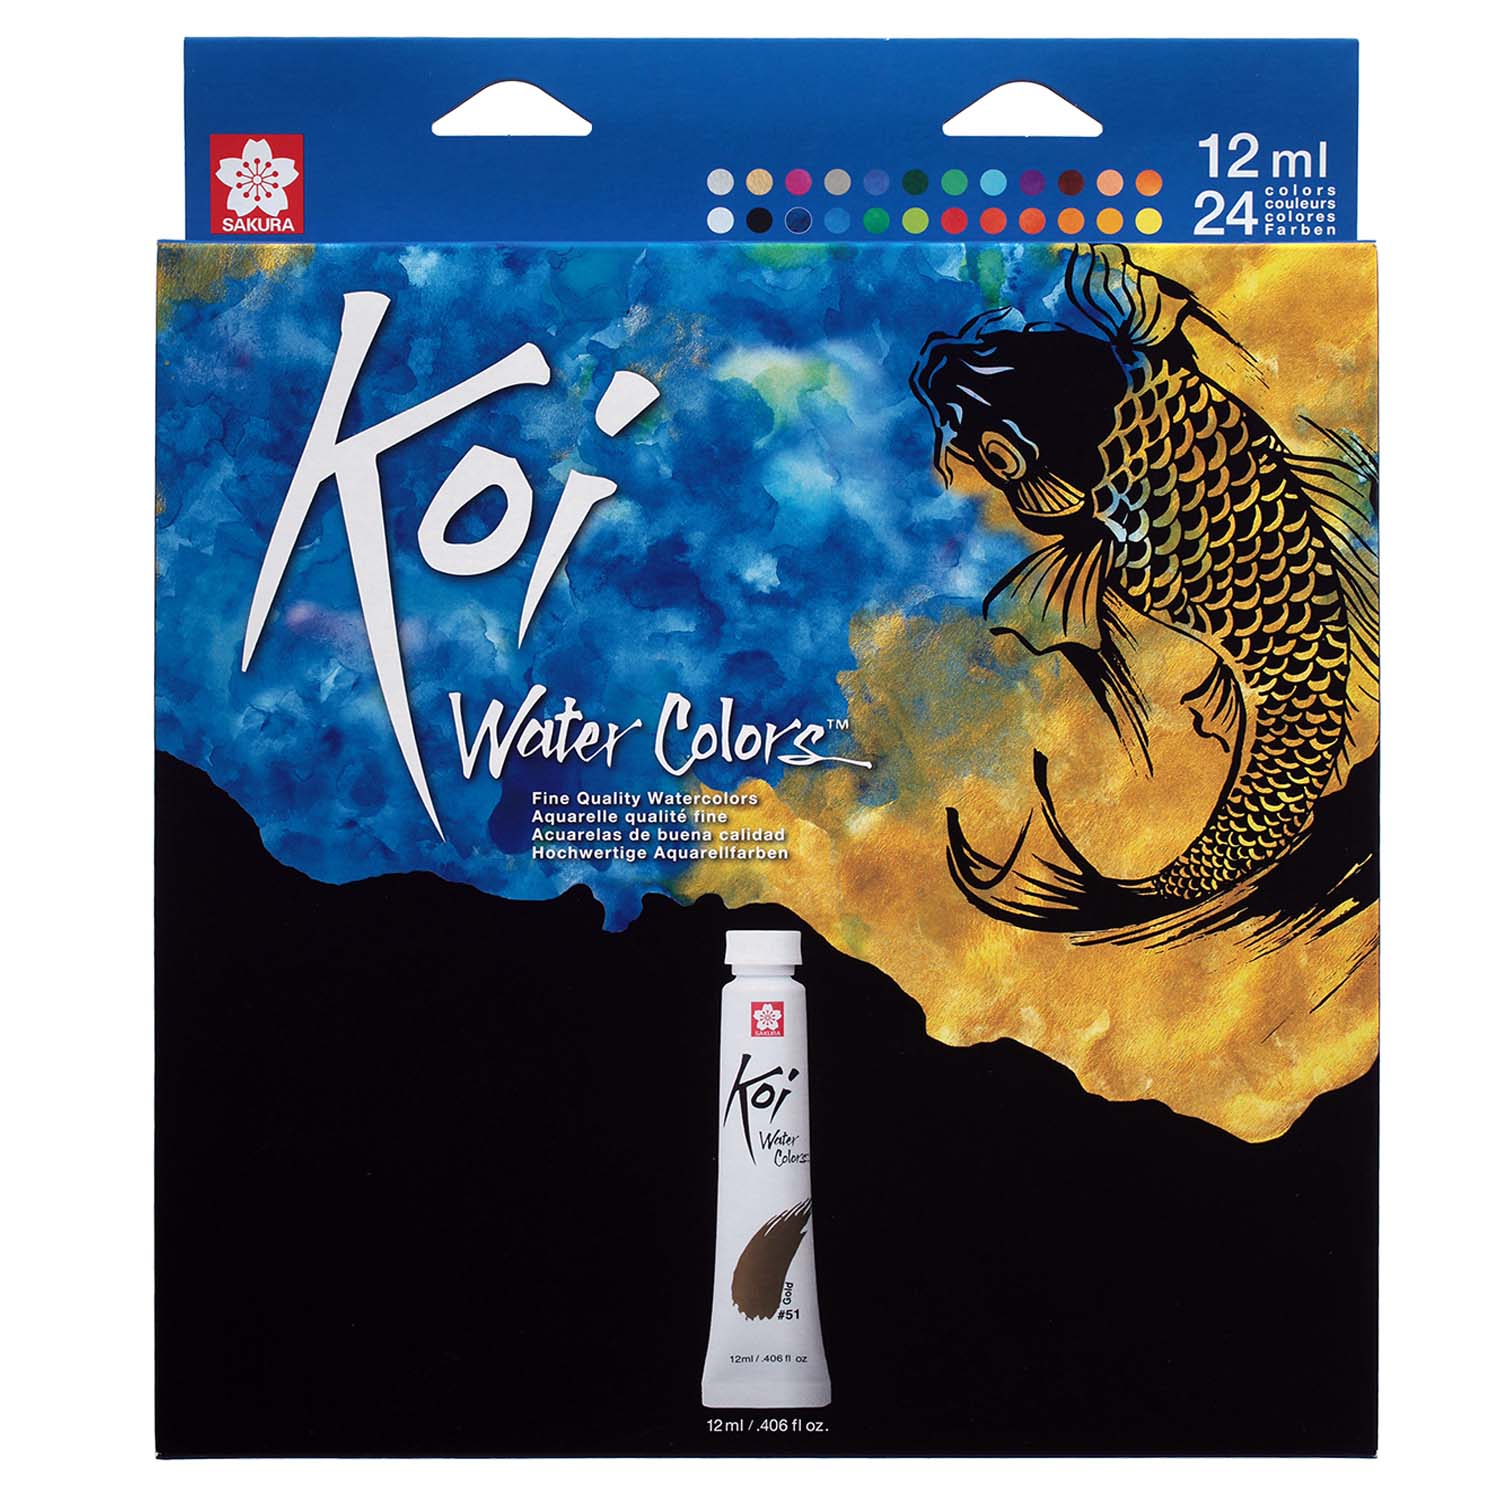 SAKURA
12 ml
24
colors
couleurs
colores
Farben
Koi
Water Colors™
Fine Quality Watercolors
Aquarelle qualité fine
Acuarelas de buena calidad
Hochwertige Aquarellfarben
SAKURA
Koi
Water
Colors™
Gold
#51
12ml / .406 fl oz
12 ml / .406 fl oz.